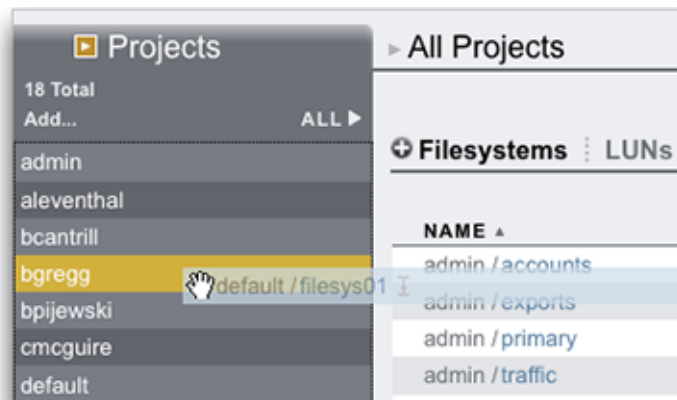 Projects
18 Total
Add...
ALL
admin
aleventhal
bcantrill
bgregg
bpijewski
cmcguire
default
default / filesys01
All Projects
Filesystems
LUNs
NAME
admin / accounts
admin / exports
admin / primary
admin / traffic